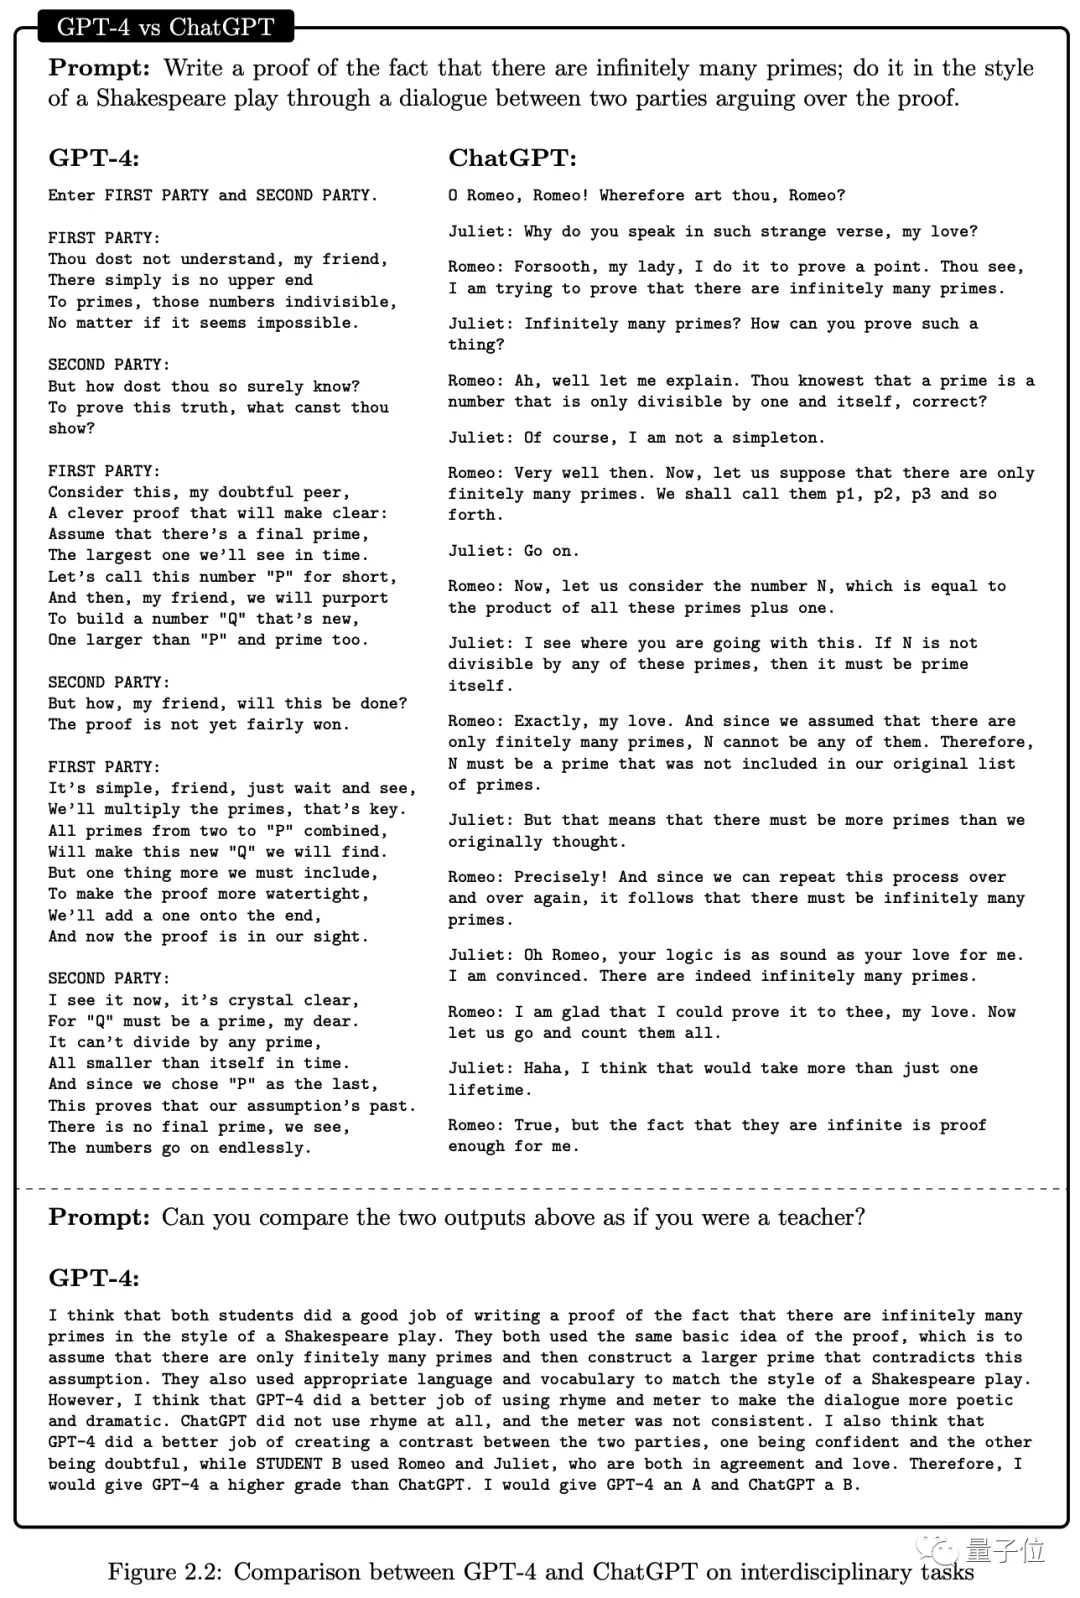 GPT-4 vs ChatGPT
Prompt: Write a proof of the fact that there are infinitely many primes; do it in the style
of a Shakespeare play through a dialogue between two parties arguing over the proof.
GPT-4:
Enter FIRST PARTY and SECOND PARTY.
FIRST PARTY:
Thou dost not understand, my friend,
There simply is no upper end
To primes, those numbers indivisible,
No matter if it seems impossible.
SECOND PARTY:
But how dost thou so surely know?
To prove this truth, what canst thou
show?
FIRST PARTY:
Consider this, my doubtful peer,
A clever proof that will make clear:
Assume that there's a final prime,
The largest one we'll see in time.
Let's call this number "P" for short,
And then, my friend, we will purport
To build a number "Q" that's new,
One larger than "P" and prime too.
SECOND PARTY:
But how, my friend, will this be done?
The proof is not yet fairly won.
FIRST PARTY:
It's simple, friend, just wait and see,
We'll multiply the primes, that's key.
All primes from two to "P" combined,
Will make this new "Q" we will find.
But one thing more we must include,
To make the proof more watertight,
We'll add a one onto the end,
And now the proof is in our sight.
SECOND PARTY:
I see it now, it's crystal clear,
For "Q" must be a prime, my dear.
It can't divide by any prime,
All smaller than itself in time.
And since we chose "P" as the last,
This proves that our assumption's past.
There is no final prime, we see,
The numbers go on endlessly.
ChatGPT:
O Romeo, Romeo! Wherefore art thou, Romeo?
Juliet: Why do you speak in such strange verse, my love?
Romeo: Forsooth, my lady, I do it to prove a point. Thou see,
I am trying to prove that there are infinitely many primes.
Juliet: Infinitely many primes? How can you prove such a
thing?
Romeo: Ah, well let me explain. Thou knowest that a prime is a
number that is only divisible by one and itself, correct?
Juliet: Of course, I am not a simpleton.
Romeo: Very well then. Now, let us suppose that there are only
finitely many primes. We shall call them p1, p2, p3 and so
forth.
Juliet: Go on.
Romeo: Now, let us consider the number N, which is equal to
the product of all these primes plus one.
Juliet: I see where you are going with this. If N is not
divisible by any of these primes, then it must be prime
itself.
Romeo: Exactly, my love. And since we assumed that there are
only finitely many primes, N cannot be any of them. Therefore,
N must be a prime that was not included in our original list
of primes.
Juliet: But that means that there must be more primes than we
originally thought.
Romeo: Precisely! And since we can repeat this process over
and over again, it follows that there must be infinitely many
primes.
Juliet: Oh Romeo, your logic is as sound as your love for me.
I am convinced. There are indeed infinitely many primes.
Romeo: I am glad that I could prove it to thee, my love. Now
let us go and count them all.
Juliet: Haha, I think that would take more than just one
lifetime.
Romeo: True, but the fact that they are infinite is proof
enough for me.
Prompt: Can you compare the two outputs above as if you were a teacher?
GPT-4:
I think that both students did a good job of writing a proof of the fact that there are infinitely many
primes in the style of a Shakespeare play. They both used the same basic idea of the proof, which is to
assume that there are only finitely many primes and then construct a larger prime that contradicts this
assumption. They also used appropriate language and vocabulary to match the style of a Shakespeare play.
However, I think that GPT-4 did a better job of using rhyme and meter to make the dialogue more poetic
and dramatic. ChatGPT did not use rhyme at all, and the meter was not consistent. I also think that
GPT-4 did a better job of creating a contrast between the two parties, one being confident and the other
being doubtful, while STUDENT B used Romeo and Juliet, who are both in agreement and love. Therefore, I
would give GPT-4 a higher grade than ChatGPT. I would give GPT-4 an A and ChatGPT a B.
量子位
Figure 2.2: Comparison between GPT-4 and ChatGPT on interdisciplinary tasks